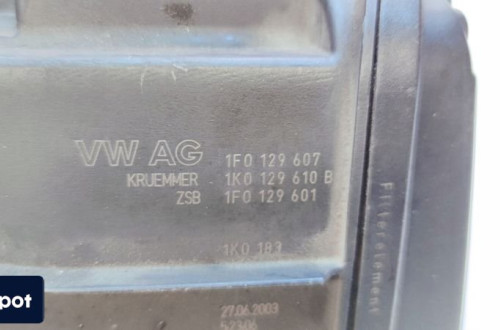 VW AG 1F0 129 607
KRUEMMER 1K0 129 610 B
ZSB 1F0 129 601
1K0 183
27.06.2003
Filterelement
pot